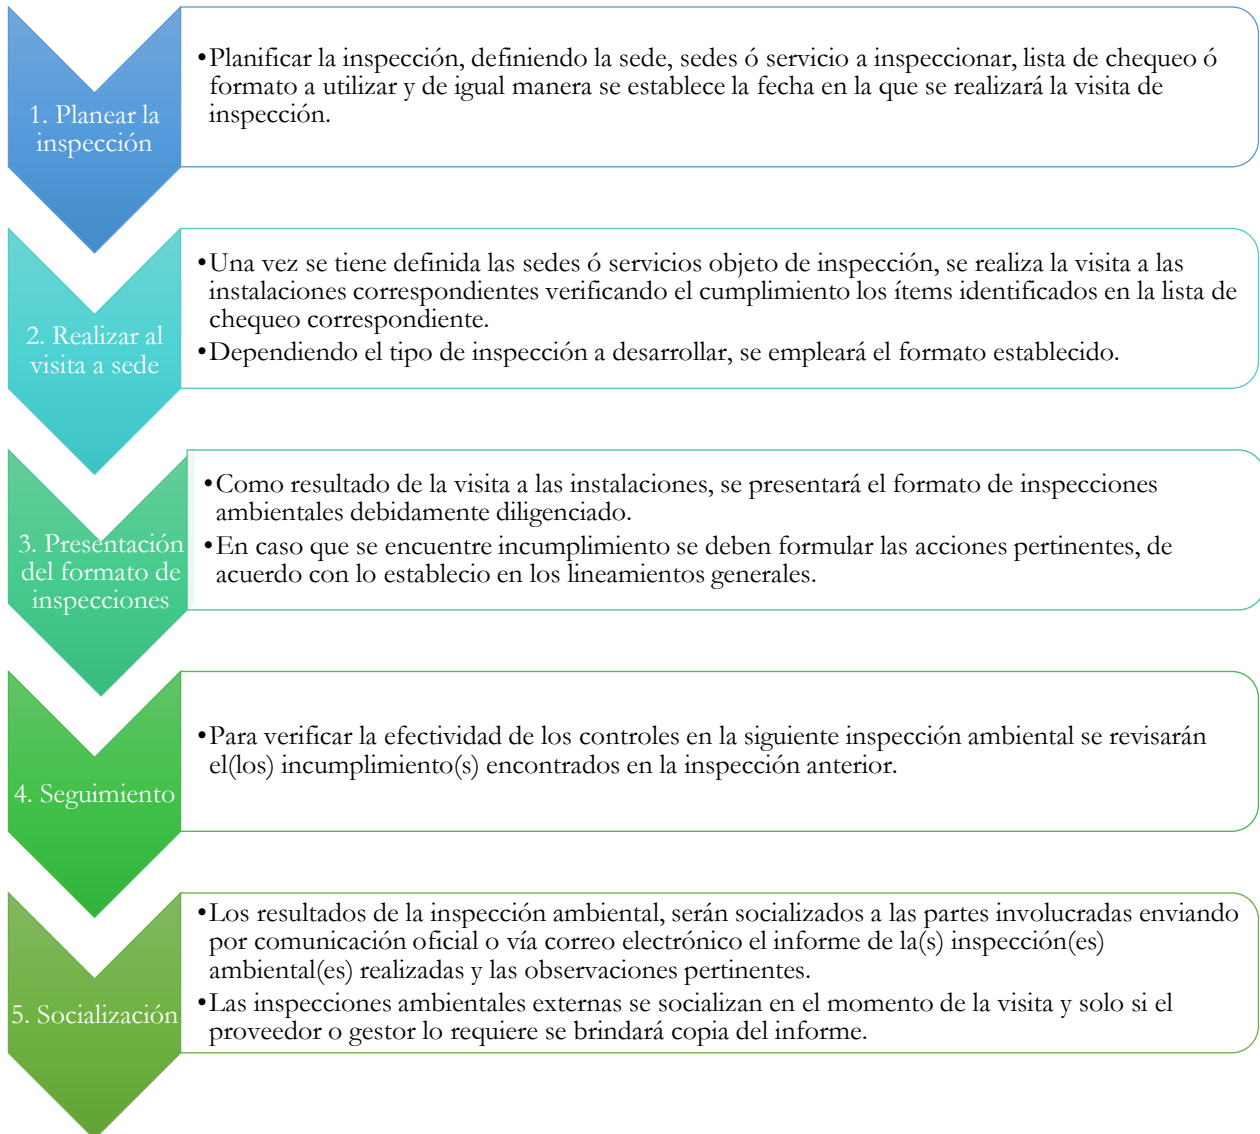 1. Planear la
inspección
•Planificar la inspección, definiendo la sede, sedes ó servicio a inspeccionar, lista de chequeo ó
formato a utilizar y de igual manera se establece la fecha en la que se realizará la visita de
inspección.
2. Realizar al
visita a sede
•Una vez se tiene definida las sedes ó servicios objeto de inspección, se realiza la visita a las
instalaciones correspondientes verificando el cumplimiento los ítems identificados en la lista de
chequeo correspondiente.
•Dependiendo el tipo de inspección a desarrollar, se empleará el formato establecido.
3. Presentación
del formato de
inspecciones
•Como resultado de la visita a las instalaciones, se presentará el formato de inspecciones
ambientales debidamente diligenciado.
•En caso que se encuentre incumplimiento se deben formular las acciones pertinentes, de
acuerdo con lo establecio en los lineamientos generales.
4. Seguimiento
•Para verificar la efectividad de los controles en la siguiente inspección ambiental se revisarán
el(los) incumplimiento(s) encontrados en la inspección anterior.
5. Socialización
•Los resultados de la inspección ambiental, serán socializados a las partes involucradas enviando
por comunicación oficial o vía correo electrónico el informe de la(s) inspección(es)
ambiental(es) realizadas y las observaciones pertinentes.
•Las inspecciones ambientales externas se socializan en el momento de la visita y solo si el
proveedor o gestor lo requiere se brindará copia del informe.